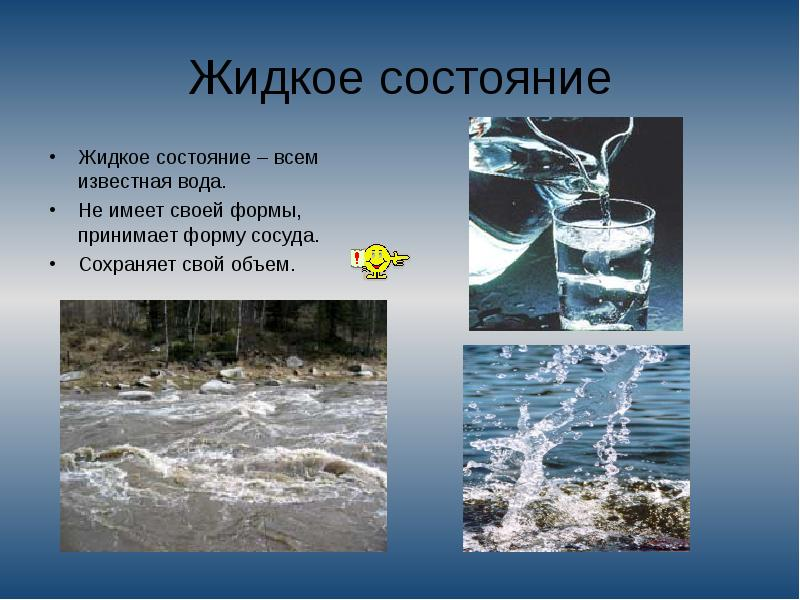 Жидкое состояние
• Жидкое состояние – всем
известная вода.
• Не имеет своей формы,
принимает форму сосуда.
• Сохраняет свой объем.
!